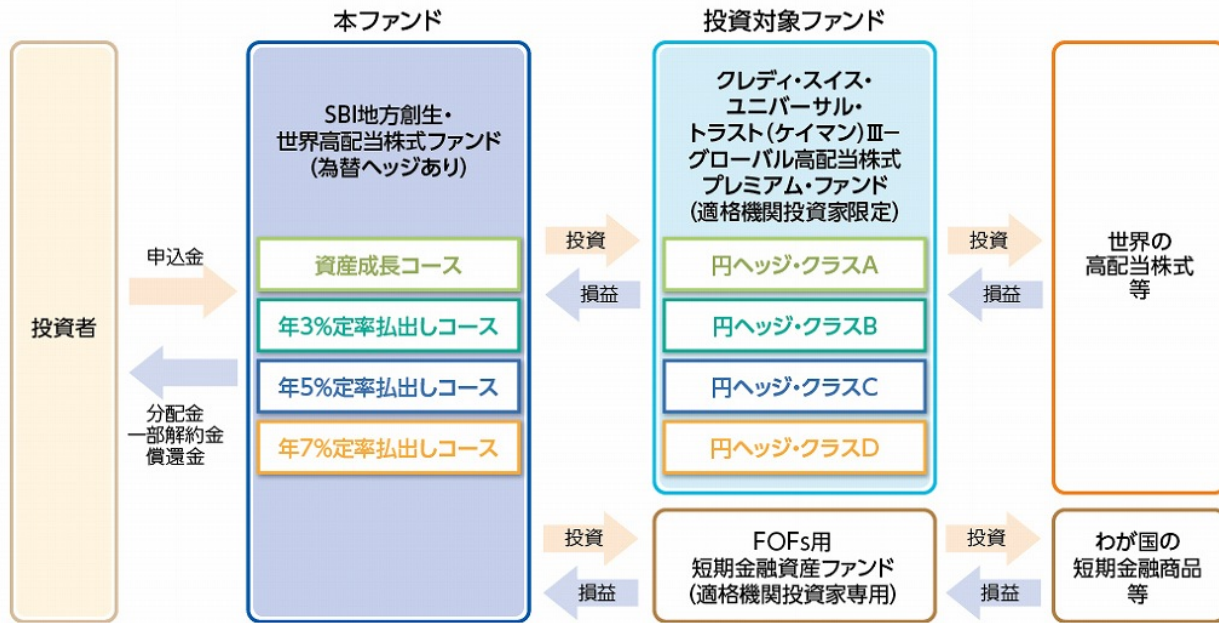 本ファンド
投資対象ファンド
投資者
申込金
分配金
一部解約金
償還金
SBI地方創生・
世界高配当株式ファンド
(為替ヘッジあり)
資産成長コース
年3%定率払出しコース
年5%定率払出しコース
年7%定率払出しコース
投資
損益
クレディ・スイス・
ユニバーサル・
トラスト(ケイマン)Ⅲー
グローバル高配当株式
プレミアム・ファンド
(適格機関投資家限定)
円ヘッジ・クラスA
円ヘッジ・クラスB
円ヘッジ・クラスC
円ヘッジ・クラスD
投資
損益
世界の
高配当株式
等
投資
損益
FOFs用
短期金融資産ファンド
(適格機関投資家専用)
投資
損益
わが国の
短期金融商品
等